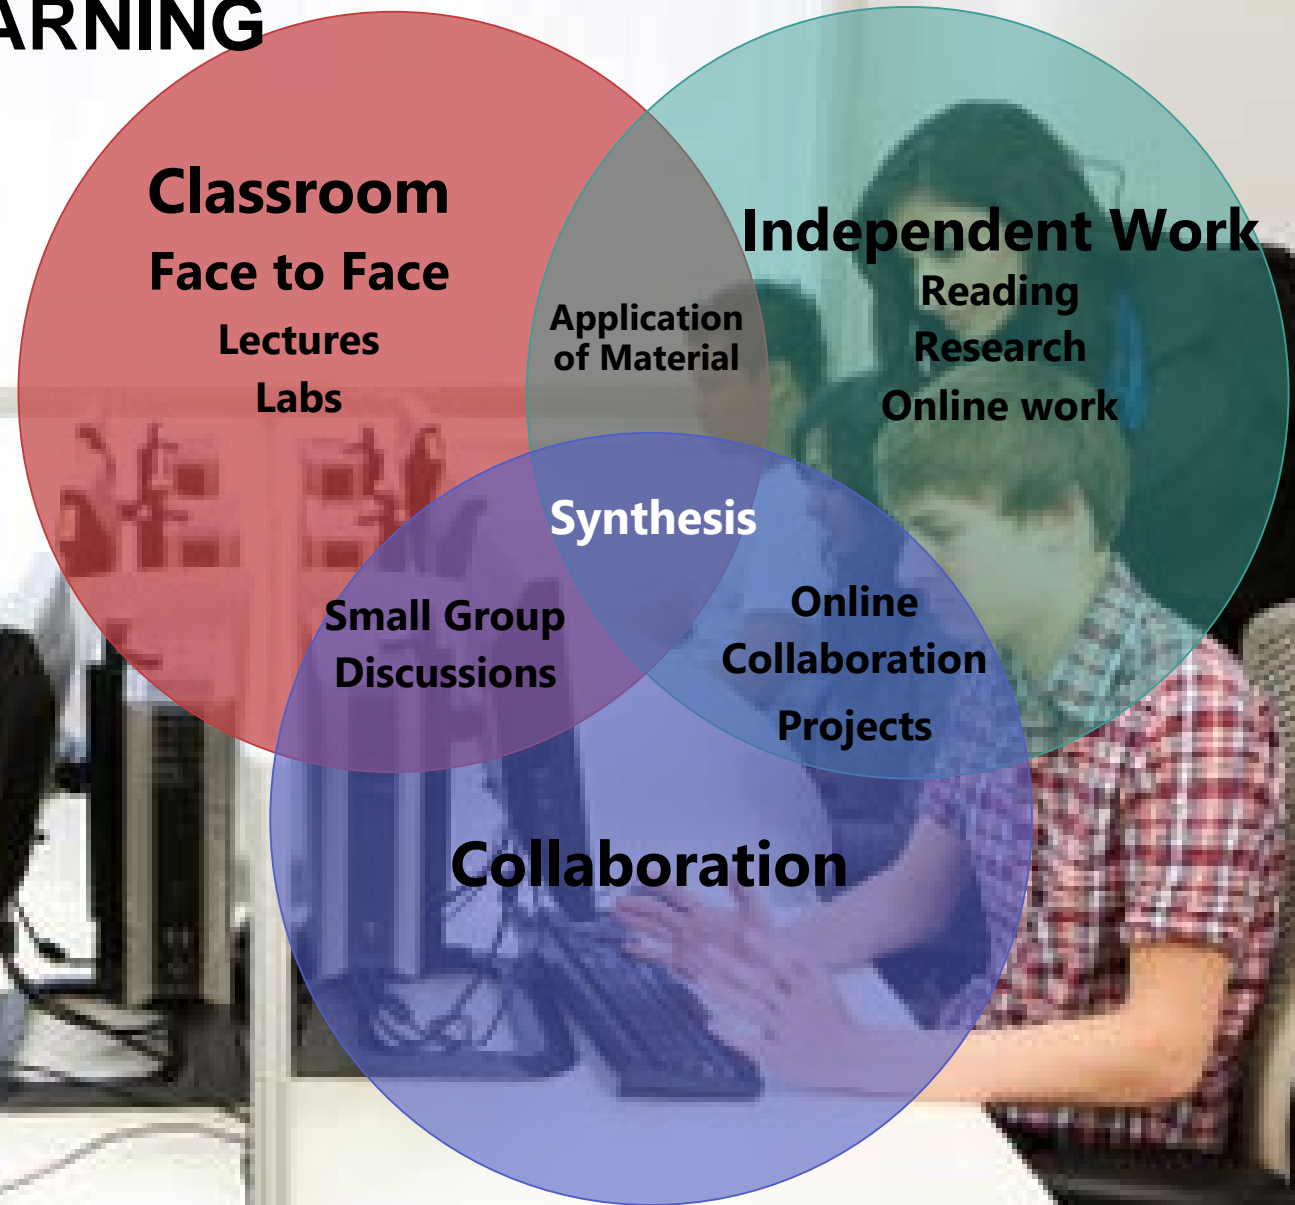 ARNING
Classroom
Face to Face
Lectures
Labs
Independent Work
Reading
Research
Online work
Application
of Material
Synthesis
Small Group
Discussions
Online
Collaboration
Projects
Collaboration